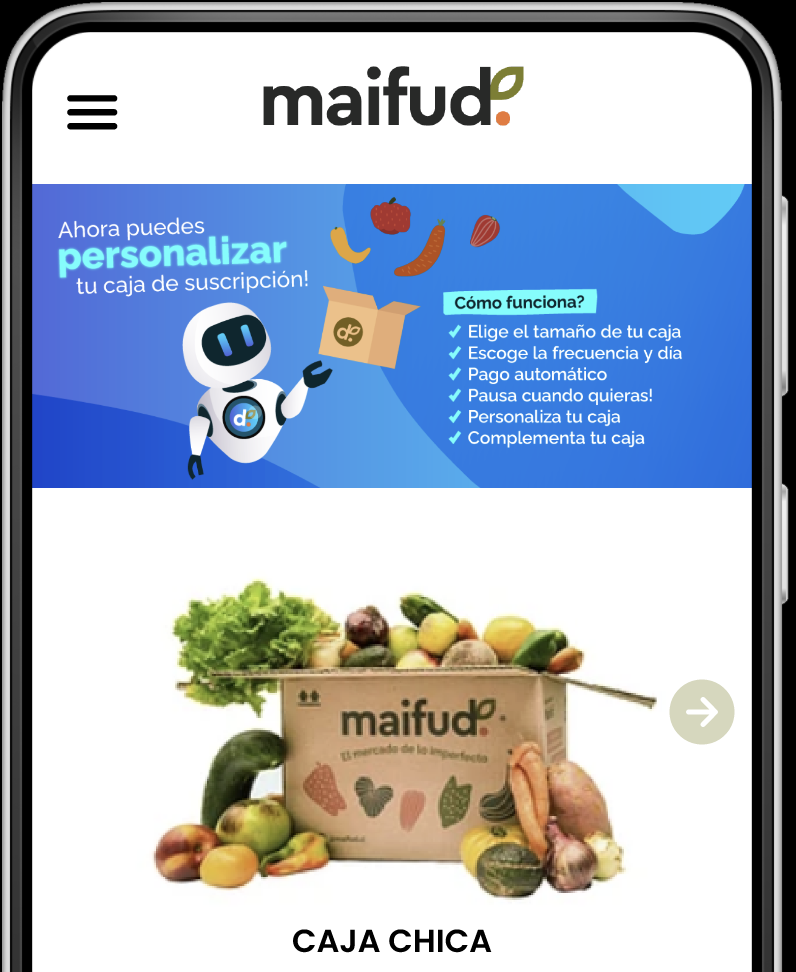 maifud.
Ahora puedes
personalizar
tu caja de suscripción!
Cómo funciona?
Elige el tamaño de tu caja
Escoge la frecuencia y día
Pago automático
Pausa cuando quieras!
Personaliza tu caja
Complementa tu caja
d.
d.
maifud.
El mercado de lo imperfecto
CAJA CHICA